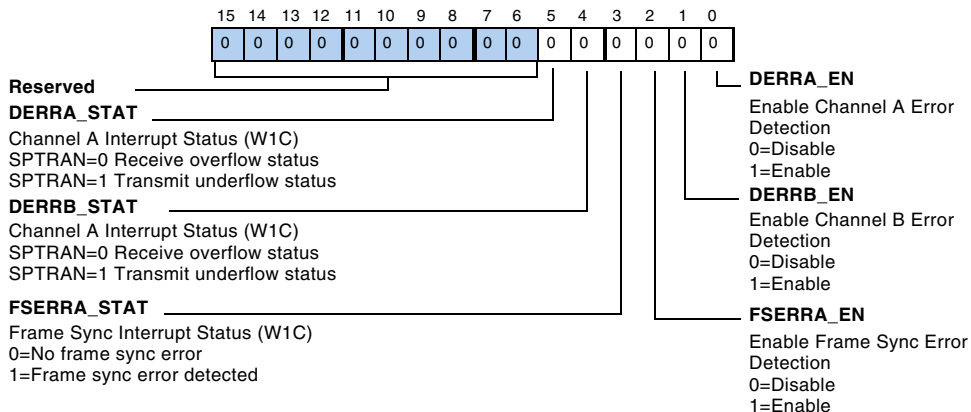 15 14 13 12 11 10 9 8 7 6 5 4 3 2 1 0
0 0 0 0 0 0 0 0 0 0 0 0 0 0 0 0
Reserved
DERRA_STAT
Channel A Interrupt Status (W1C)
SPTRAN=0 Receive overflow status
SPTRAN=1 Transmit underflow status
DERRB_STAT
Channel A Interrupt Status (W1C)
SPTRAN=0 Receive overflow status
SPTRAN=1 Transmit underflow status
FSERRA_STAT
Frame Sync Interrupt Status (W1C)
0=No frame sync error
1=Frame sync error detected
DERRA_EN
Enable Channel A Error
Detection
0=Disable
1=Enable
DERRB_EN
Enable Channel B Error
Detection
0=Disable
1=Enable
FSERRA_EN
Enable Frame Sync Error
Detection
0=Disable
1=Enable